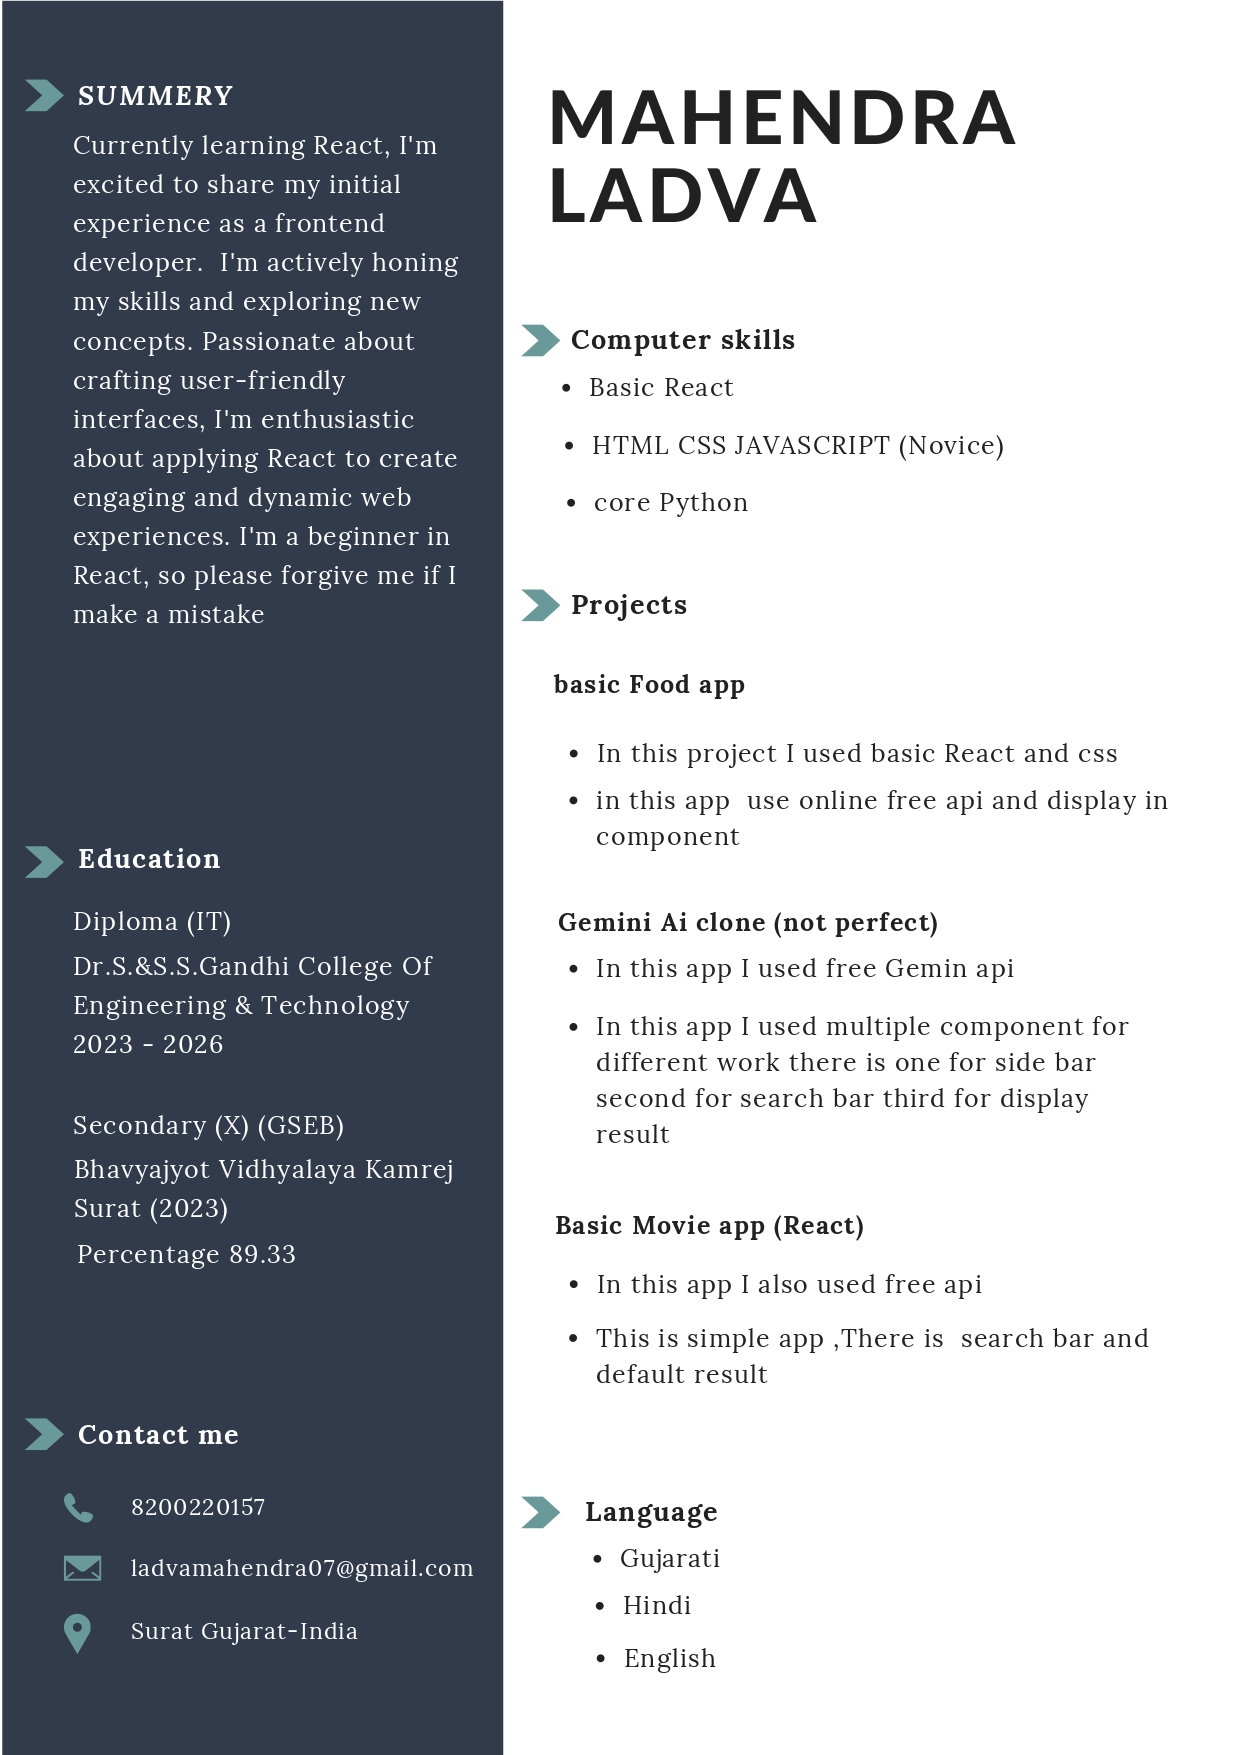 SUMMERY
Currently learning React, I'm
excited to share my initial
experience as a frontend
developer.  I'm actively honing
my skills and exploring new
concepts. Passionate about
crafting user-friendly
interfaces, I'm enthusiastic
about applying React to create
engaging and dynamic web
experiences. I'm a beginner in
React, so please forgive me if I
make a mistake
Education
Diploma (IT)
Dr.S.&S.S.Gandhi College Of
Engineering & Technology
2023 - 2026
Secondary (X) (GSEB)
Bhavyajyot Vidhyalaya Kamrej
Surat (2023)
Percentage 89.33
Contact me
8200220157
ladvamahendra07@gmail.com
Surat Gujarat-India
MAHENDRA
LADVA
Computer skills
• Basic React
• HTML CSS JAVASCRIPT (Novice)
• core Python
Projects
basic Food app
• In this project I used basic React and css
• in this app  use online free api and display in
component
Gemini Ai clone (not perfect)
• In this app I used free Gemin api
• In this app I used multiple component for
different work there is one for side bar
second for search bar third for display
result
Basic Movie app (React)
• In this app I also used free api
• This is simple app ,There is  search bar and
default result
Language
• Gujarati
• Hindi
• English